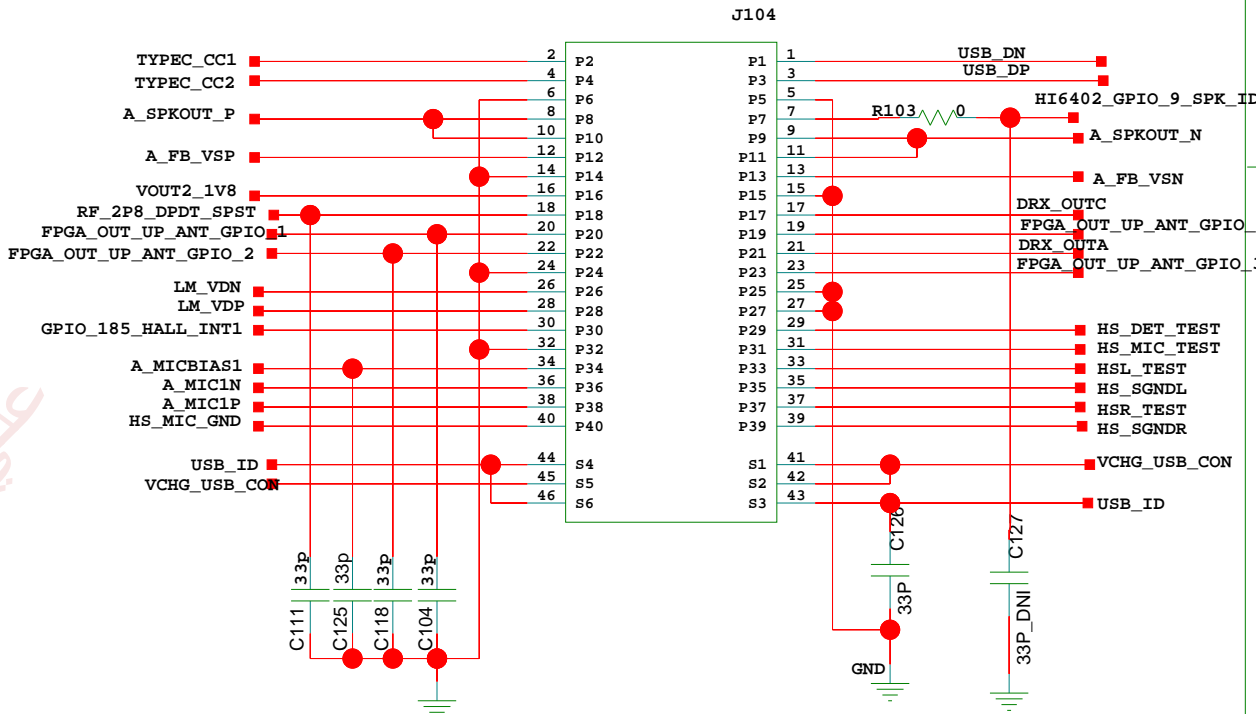 J104
TYPEC_CC1 2 P2 P1 1 USB_DN
TYPEC_CC2 4 P4 P3 3 USB_DP
6 P6 P5 5
A_SPKOUT_P 8 P8 P7 7 R103 0 HI6402_GPIO_9_SPK_ID
10 P10 P9 9 A_SPKOUT_N
A_FB_VSP 12 P12 P11 11
14 P14 P13 13 A_FB_VSN
VOUT2_1V8 16 P16 P15 15
RF_2P8_DPDT_SPST 18 P18 P17 17 DRX_OUTC
FPGA_OUT_UP_ANT_GPIO_1 20 P20 P19 19 FPGA_OUT_UP_ANT_GPIO_
FPGA_OUT_UP_ANT_GPIO_2 22 P22 P21 21 DRX_OUTA
24 P24 P23 23 FPGA_OUT_UP_ANT_GPIO_3
LM_VDN 26 P26 P25 25
LM_VDP 28 P28 P27 27
GPIO_185_HALL_INT1 30 P30 P29 29 HS_DET_TEST
32 P32 P31 31 HS_MIC_TEST
A_MICBIAS1 34 P34 P33 33 HSL_TEST
A_MIC1N 36 P36 P35 35 HS_SGNDL
A_MIC1P 38 P38 P37 37 HSR_TEST
HS_MIC_GND 40 P40 P39 39 HS_SGNDR
USB_ID 44 S4 S1 41 VCHG_USB_CON
VCHG_USB_CON 45 S5 S2 42
46 S6 S3 43 USB_ID
C111 33p
C125 33p
C118 33p
C104 33p
C126 33P
C127 33P_DNI
GND